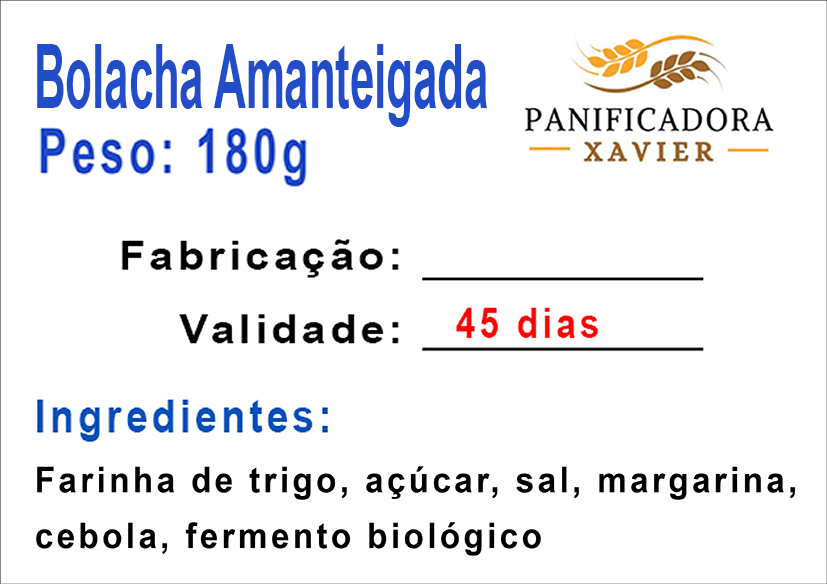 Bolacha Amanteigada
Peso: 180g
PANIFICADORA
XAVIER
Fabricação:
Validade: 45 dias
Ingredientes:
Farinha de trigo, açúcar, sal, margarina,
cebola, fermento biológico